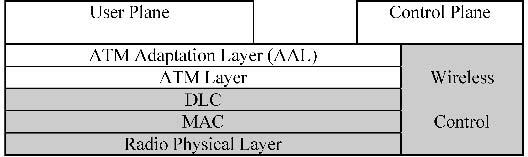 User Plane
Control Plane
ATM Adaptation Layer (AAL)
ATM Layer
Wireless
DLC
MAC
Control
Radio Physical Layer